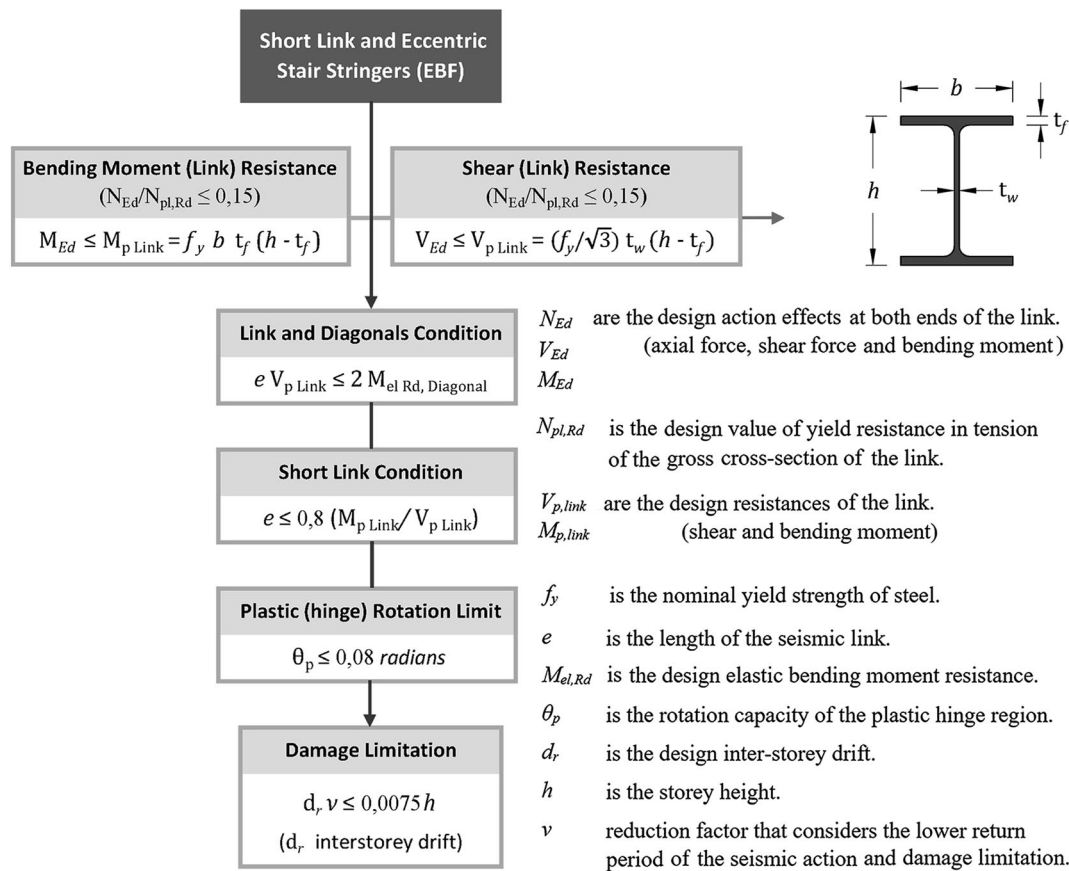 Short Link and Eccentric
Stair Stringers (EBF)
Bending Moment (Link) Resistance
(N_Ed/N_pl,Rd ≤ 0,15)
M_Ed ≤ M_p Link = f_y b t_f (h - t_f)
Shear (Link) Resistance
(N_Ed/N_pl,Rd ≤ 0,15)
V_Ed ≤ V_p Link = (f_y/√3) t_w (h - t_f)
b
t_f
h
t_w
Link and Diagonals Condition
e V_p Link ≤ 2 M_el Rd, Diagonal
Short Link Condition
e ≤ 0,8 (M_p Link/V_p Link)
Plastic (hinge) Rotation Limit
θ_p ≤ 0,08 radians
Damage Limitation
d_r ν ≤ 0,0075 h
(d_r interstorey drift)
N_Ed are the design action effects at both ends of the link.
V_Ed (axial force, shear force and bending moment)
M_Ed
N_pl,Rd is the design value of yield resistance in tension
of the gross cross-section of the link.
V_p,link are the design resistances of the link.
M_p,link (shear and bending moment)
f_y is the nominal yield strength of steel.
e is the length of the seismic link.
M_el,Rd is the design elastic bending moment resistance.
θ_p is the rotation capacity of the plastic hinge region.
d_r is the design inter-storey drift.
h is the storey height.
ν reduction factor that considers the lower return
period of the seismic action and damage limitation.